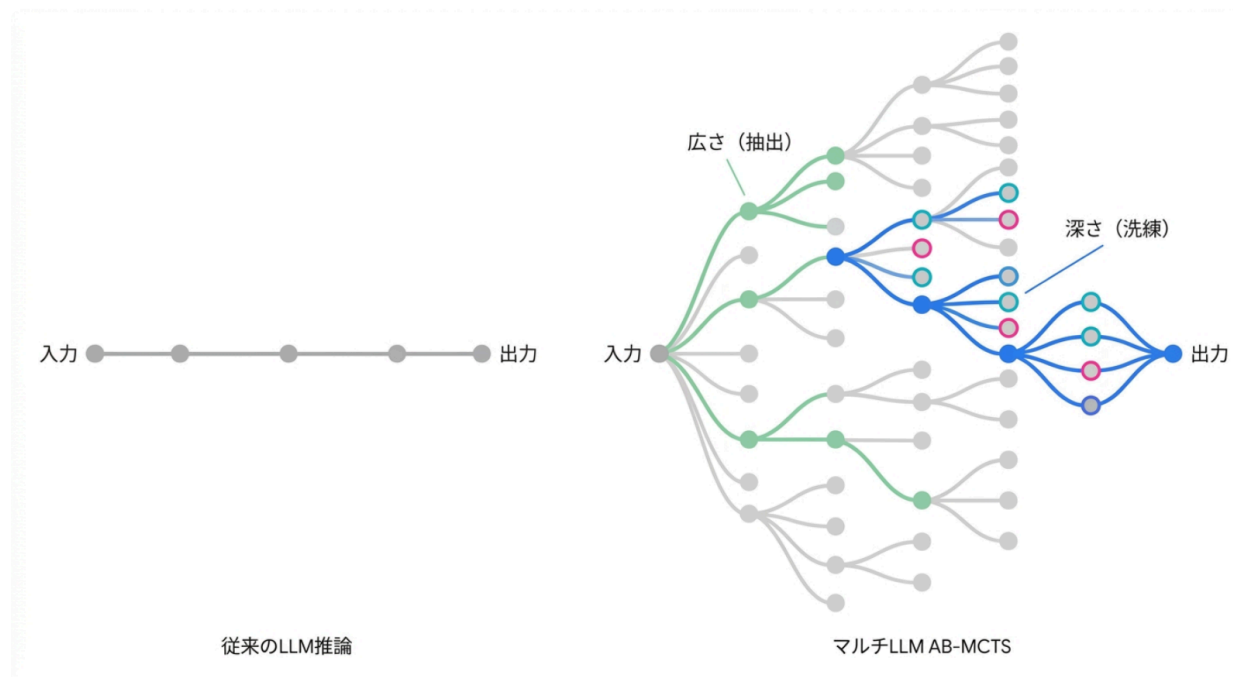 広さ（抽出）
深さ（洗練）
入力
出力
入力
出力
従来のLLM推論
マルチLLM AB-MCTS